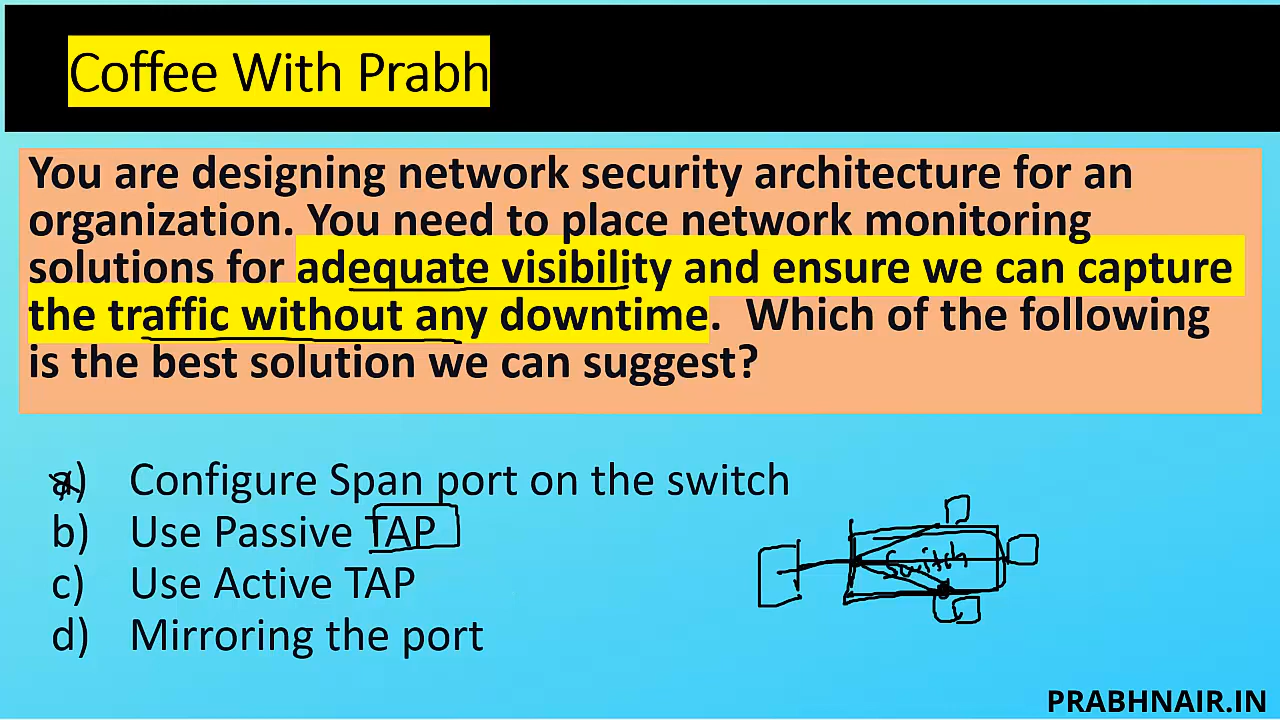 Coffee With Prabh
You are designing network security architecture for an
organization. You need to place network monitoring
solutions for adequate visibility and ensure we can capture
the traffic without any downtime. Which of the following
is the best solution we can suggest?
a) Configure Span port on the switch
b) Use Passive TAP
c) Use Active TAP
d) Mirroring the port
Switch
PRABHNAIR.IN